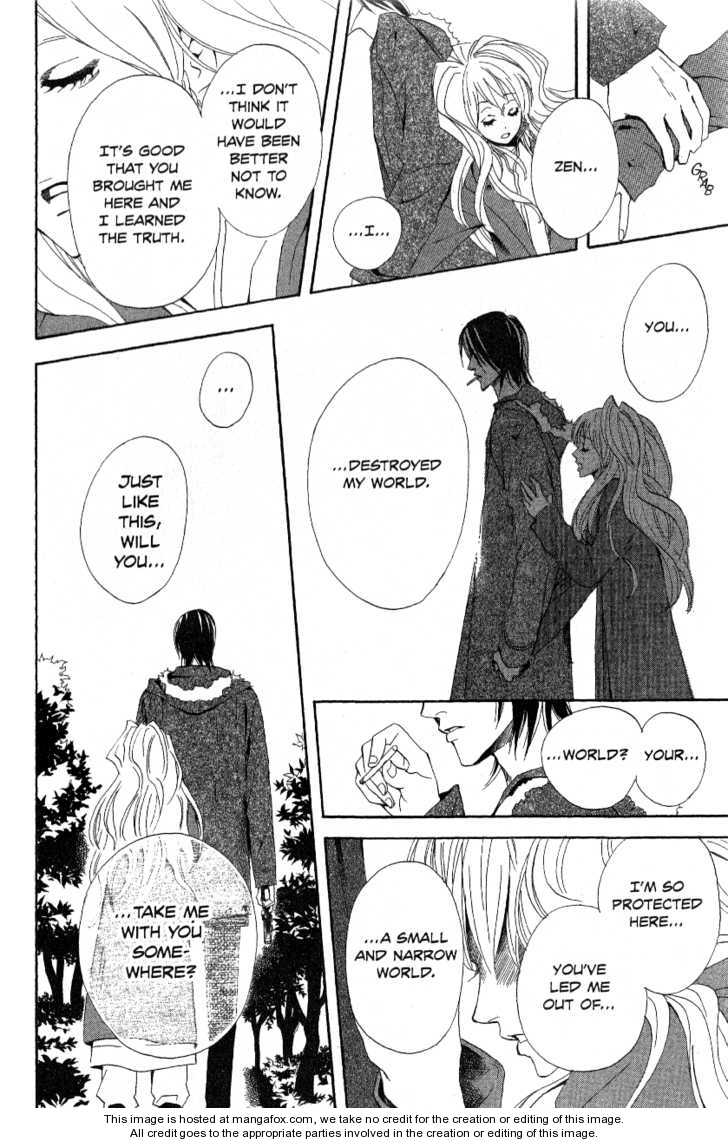 GRAB
ZEN...
...I...
...I DON'T
THINK IT
WOULD
HAVE BEEN
BETTER
NOT TO
KNOW.
IT'S GOOD
THAT YOU
BROUGHT ME
HERE AND
I LEARNED
THE TRUTH.
YOU...
...DESTROYED
MY WORLD.
YOUR...
...WORLD?
I'M SO
PROTECTED
HERE...
YOU'VE
LED ME
OUT OF...
...A SMALL
AND NARROW
WORLD.
...
JUST
LIKE
THIS,
WILL
YOU...
...TAKE ME
WITH YOU
SOME-
WHERE?
This image is hosted at mangafox.com, we take no credit for the creation or editing of this image.
All credit goes to the appropriate parties involved in the creation or editing of this image.